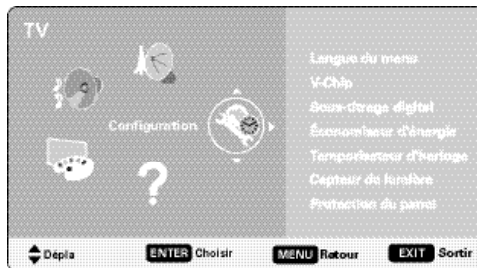 TV
Configuration
Langue du menu
V-Chip
Sous-titrage digital
Économiseur d'énergie
Temporisateur d'horloge
Capteur de lumière
Protection du panel
Dépla
ENTER Choisir
MENU Retour
EXIT Sortir